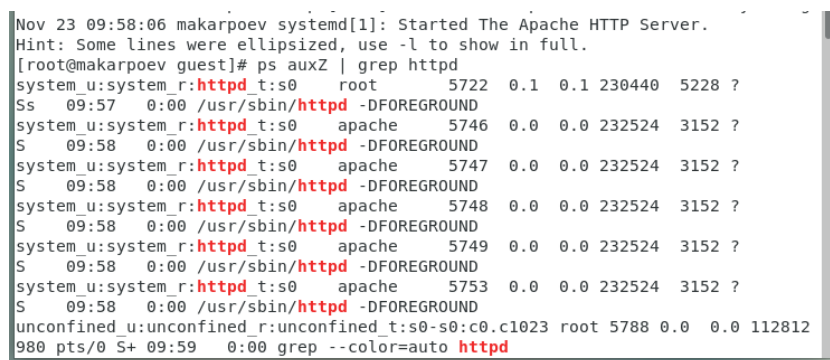 Nov 23 09:58:06 makarpoev systemd[1]: Started The Apache HTTP Server.
Hint: Some lines were ellipsized, use -l to show in full.
[root@makarpoev guest]# ps auxZ | grep httpd
system_u:system_r:httpd_t:s0    root       5722  0.1  0.1 230440  5228 ?
Ss   09:57   0:00 /usr/sbin/httpd -DFOREGROUND
system_u:system_r:httpd_t:s0    apache     5746  0.0  0.0 232524  3152 ?
S    09:58   0:00 /usr/sbin/httpd -DFOREGROUND
system_u:system_r:httpd_t:s0    apache     5747  0.0  0.0 232524  3152 ?
S    09:58   0:00 /usr/sbin/httpd -DFOREGROUND
system_u:system_r:httpd_t:s0    apache     5748  0.0  0.0 232524  3152 ?
S    09:58   0:00 /usr/sbin/httpd -DFOREGROUND
system_u:system_r:httpd_t:s0    apache     5749  0.0  0.0 232524  3152 ?
S    09:58   0:00 /usr/sbin/httpd -DFOREGROUND
system_u:system_r:httpd_t:s0    apache     5753  0.0  0.0 232524  3152 ?
S    09:58   0:00 /usr/sbin/httpd -DFOREGROUND
unconfined_u:unconfined_r:unconfined_t:s0-s0:c0.c1023 root 5788 0.0  0.0 112812
980 pts/0 S+ 09:59   0:00 grep --color=auto httpd